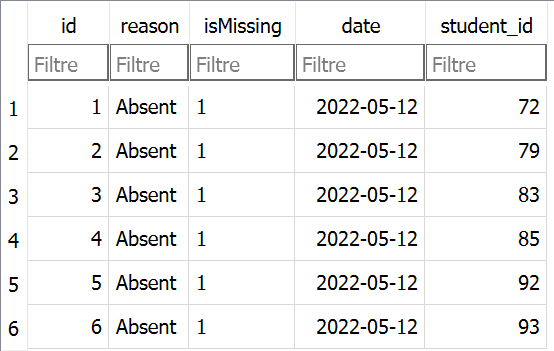 id reason isMissing date student_id
Filtre Filtre Filtre Filtre Filtre
1 1 Absent 1 2022-05-12 72
2 2 Absent 1 2022-05-12 79
3 3 Absent 1 2022-05-12 83
4 4 Absent 1 2022-05-12 85
5 5 Absent 1 2022-05-12 92
6 6 Absent 1 2022-05-12 93